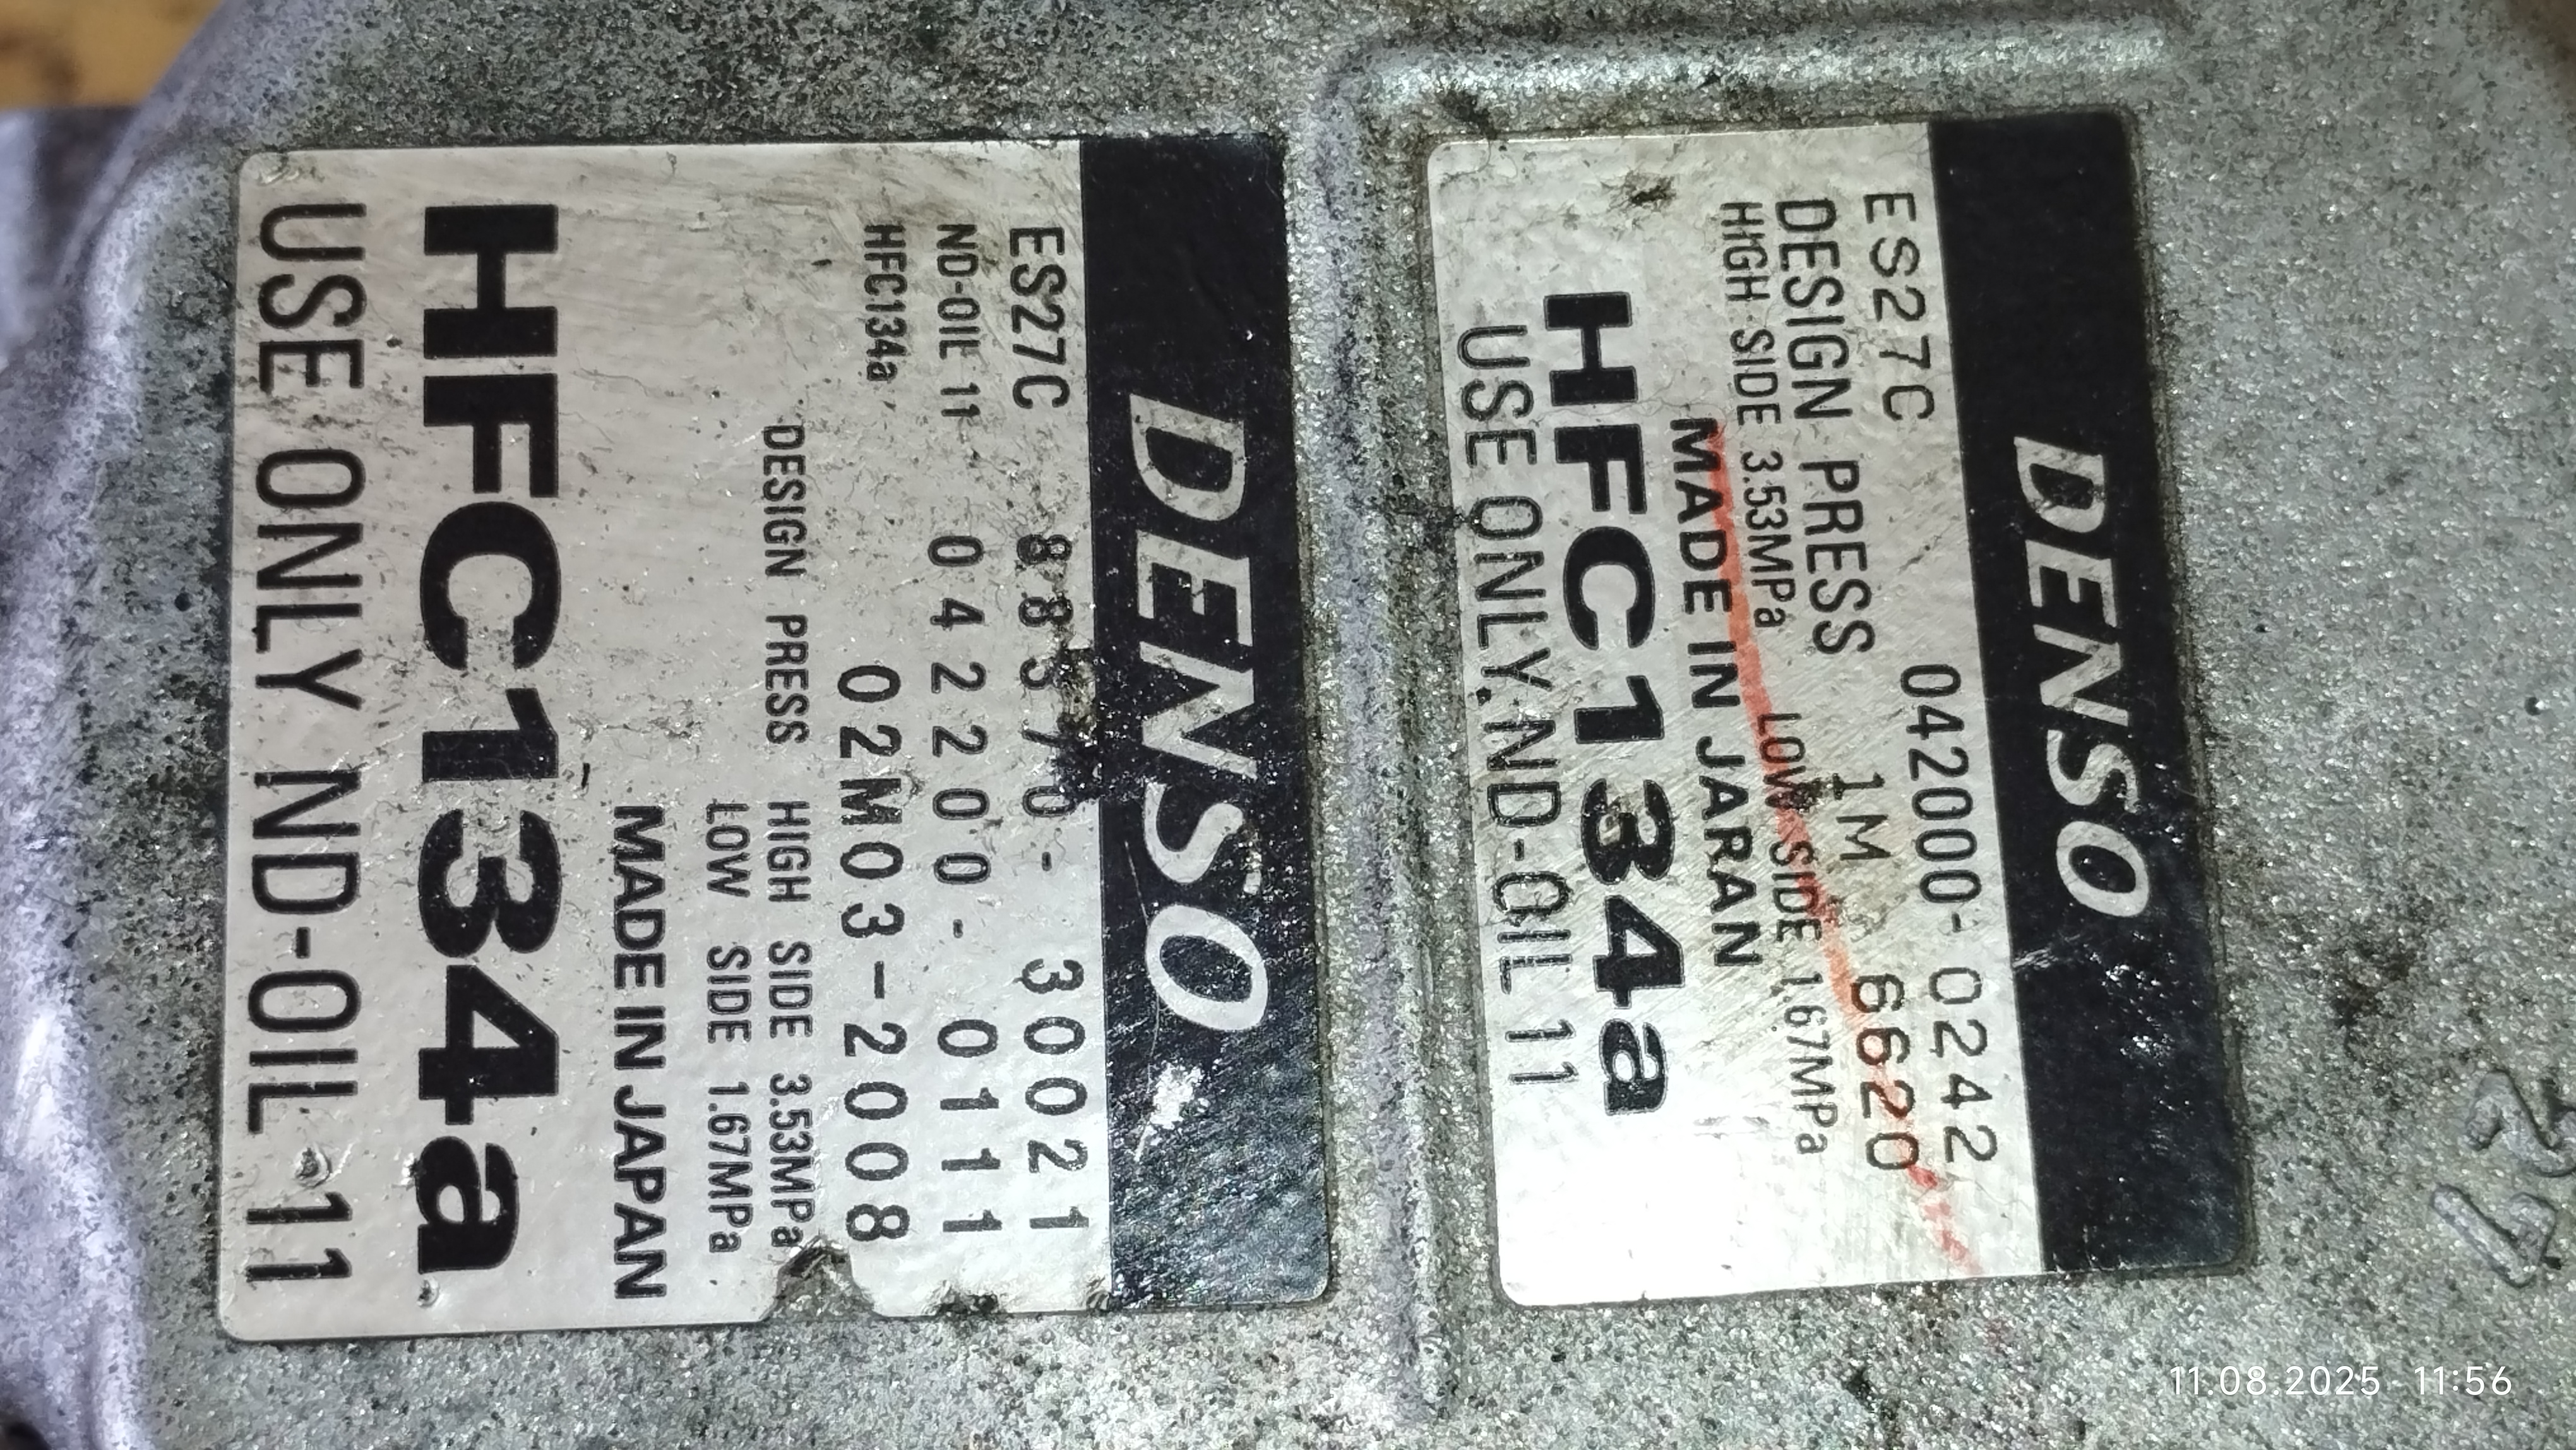 DENSO
ES27C 042000-0242
DESIGN PRESS 1M 6620
HIGH SIDE 3.53MPa LOW SIDE 1.67MPa
MADE IN JAPAN
HFC134a
USE ONLY ND-OIL 11
DENSO
ES27C 88370-30021
ND-OIL 11 042200-0111
HFC134a 02M03-2008
DESIGN PRESS HIGH SIDE 3.53MPa
LOW SIDE 1.67MPa
MADE IN JAPAN
HFC134a
USE ONLY ND-OIL 11
11.08.2025 11:56